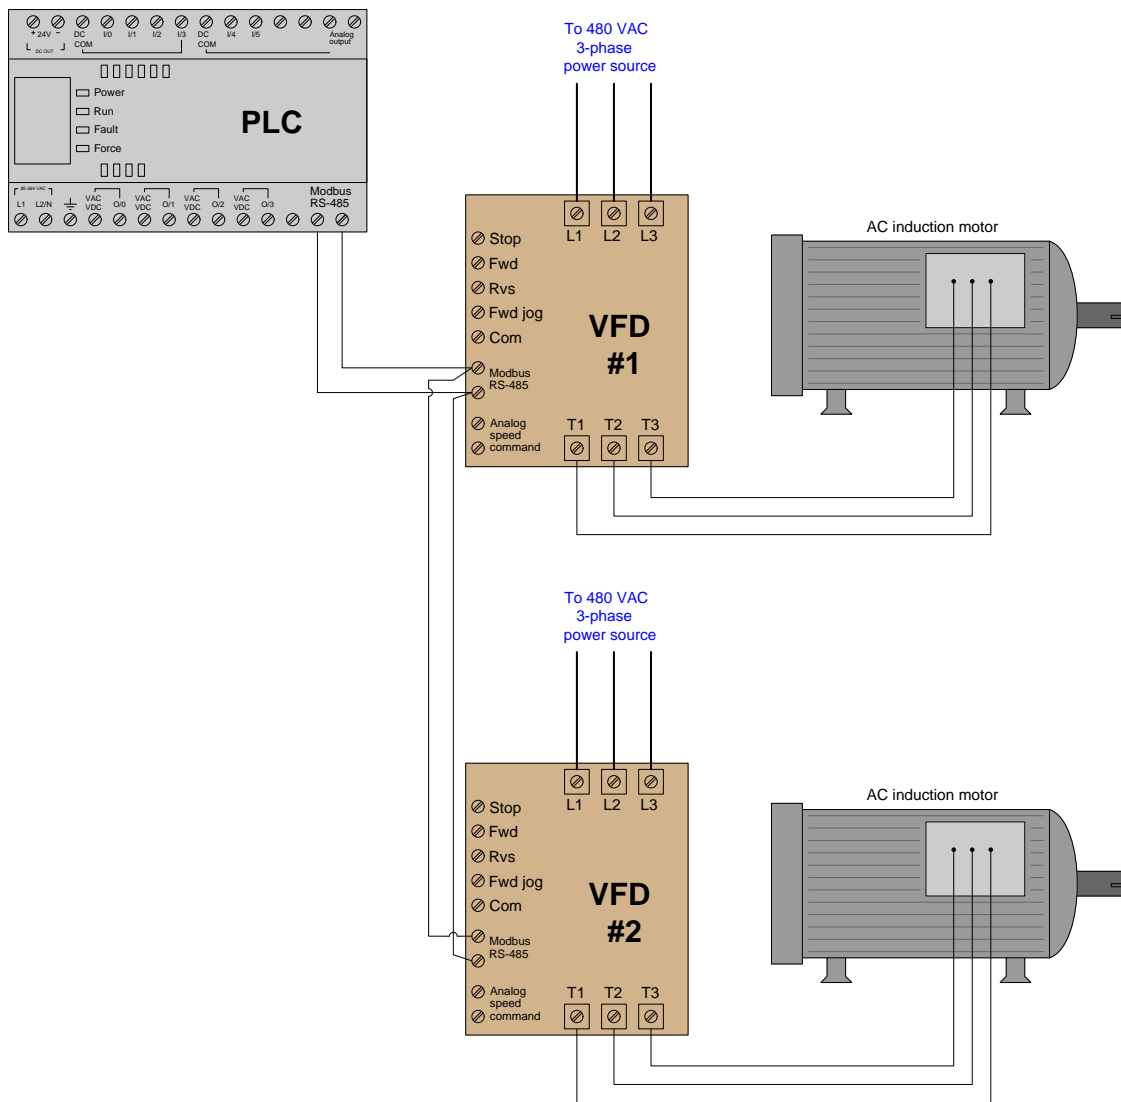 + 24V -
DC OUT
DC
COM
I/0
I/1
I/2
I/3
DC
COM
I/4
I/5
Analog
output
Power
Run
Fault
Force
PLC
85-264 VAC
L1
L2/N
VAC
VDC
O/0
VAC
VDC
O/1
VAC
VDC
O/2
VAC
VDC
O/3
Modbus
RS-485
To 480 VAC
3-phase
power source
L1
L2
L3
Stop
Fwd
Rvs
Fwd jog
Com
Modbus
RS-485
Analog
speed
command
VFD
#1
T1
T2
T3
AC induction motor
To 480 VAC
3-phase
power source
L1
L2
L3
Stop
Fwd
Rvs
Fwd jog
Com
Modbus
RS-485
Analog
speed
command
VFD
#2
T1
T2
T3
AC induction motor